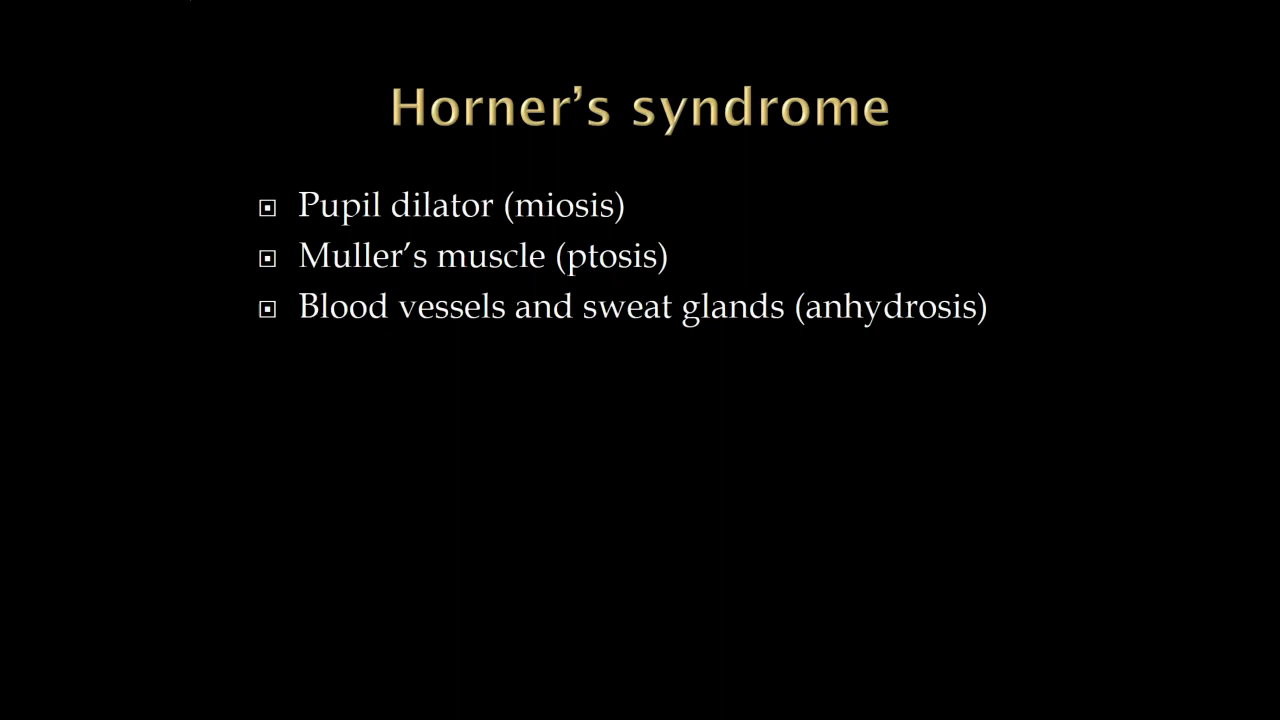 Horner’s syndrome
Pupil dilator (miosis)
Muller’s muscle (ptosis)
Blood vessels and sweat glands (anhydrosis)